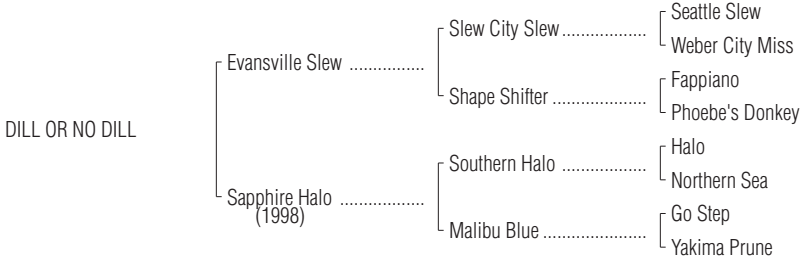 Seattle Slew
Slew City Slew..................
Weber City Miss
Evansville Slew ................
Fappiano
Shape Shifter ....................
Phoebe's Donkey
DILL OR NO DILL
Halo
Southern Halo ..................
Northern Sea
Sapphire Halo ..................
(1998)
Go Step
Malibu Blue ......................
Yakima Prune